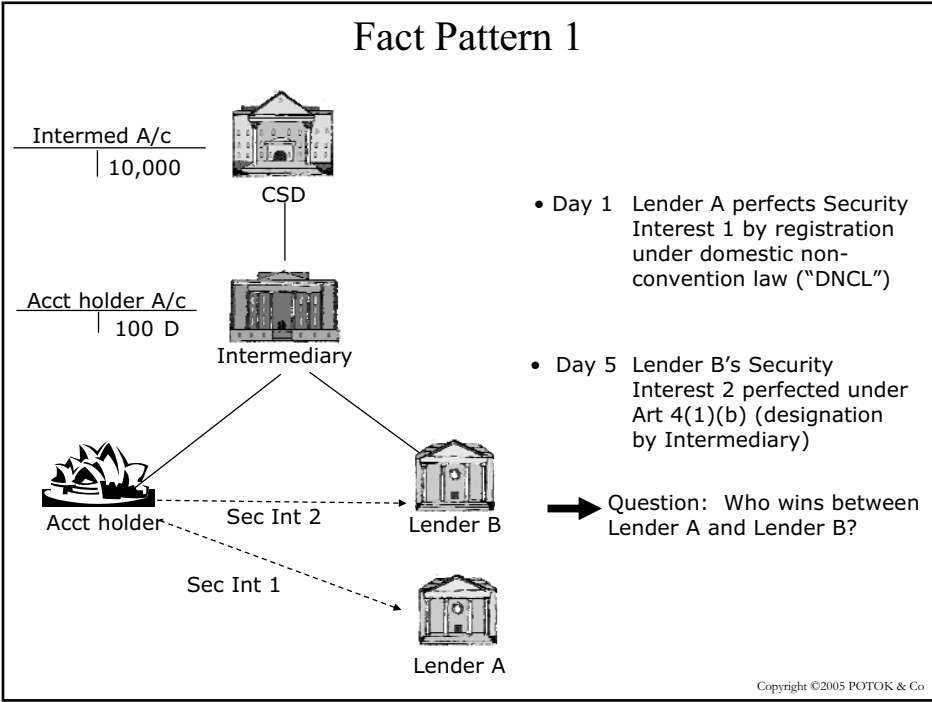 Fact Pattern 1
Intermed A/c
10,000
CSD
Acct holder A/c
100 D
Intermediary
Acct holder
Sec Int 2
Lender B
Sec Int 1
Lender A
• Day 1 Lender A perfects Security
Interest 1 by registration
under domestic non-
convention law (“DNCL”)
• Day 5 Lender B’s Security
Interest 2 perfected under
Art 4(1)(b) (designation
by Intermediary)
Question: Who wins between
Lender A and Lender B?
Copyright ©2005 POTOK & Co